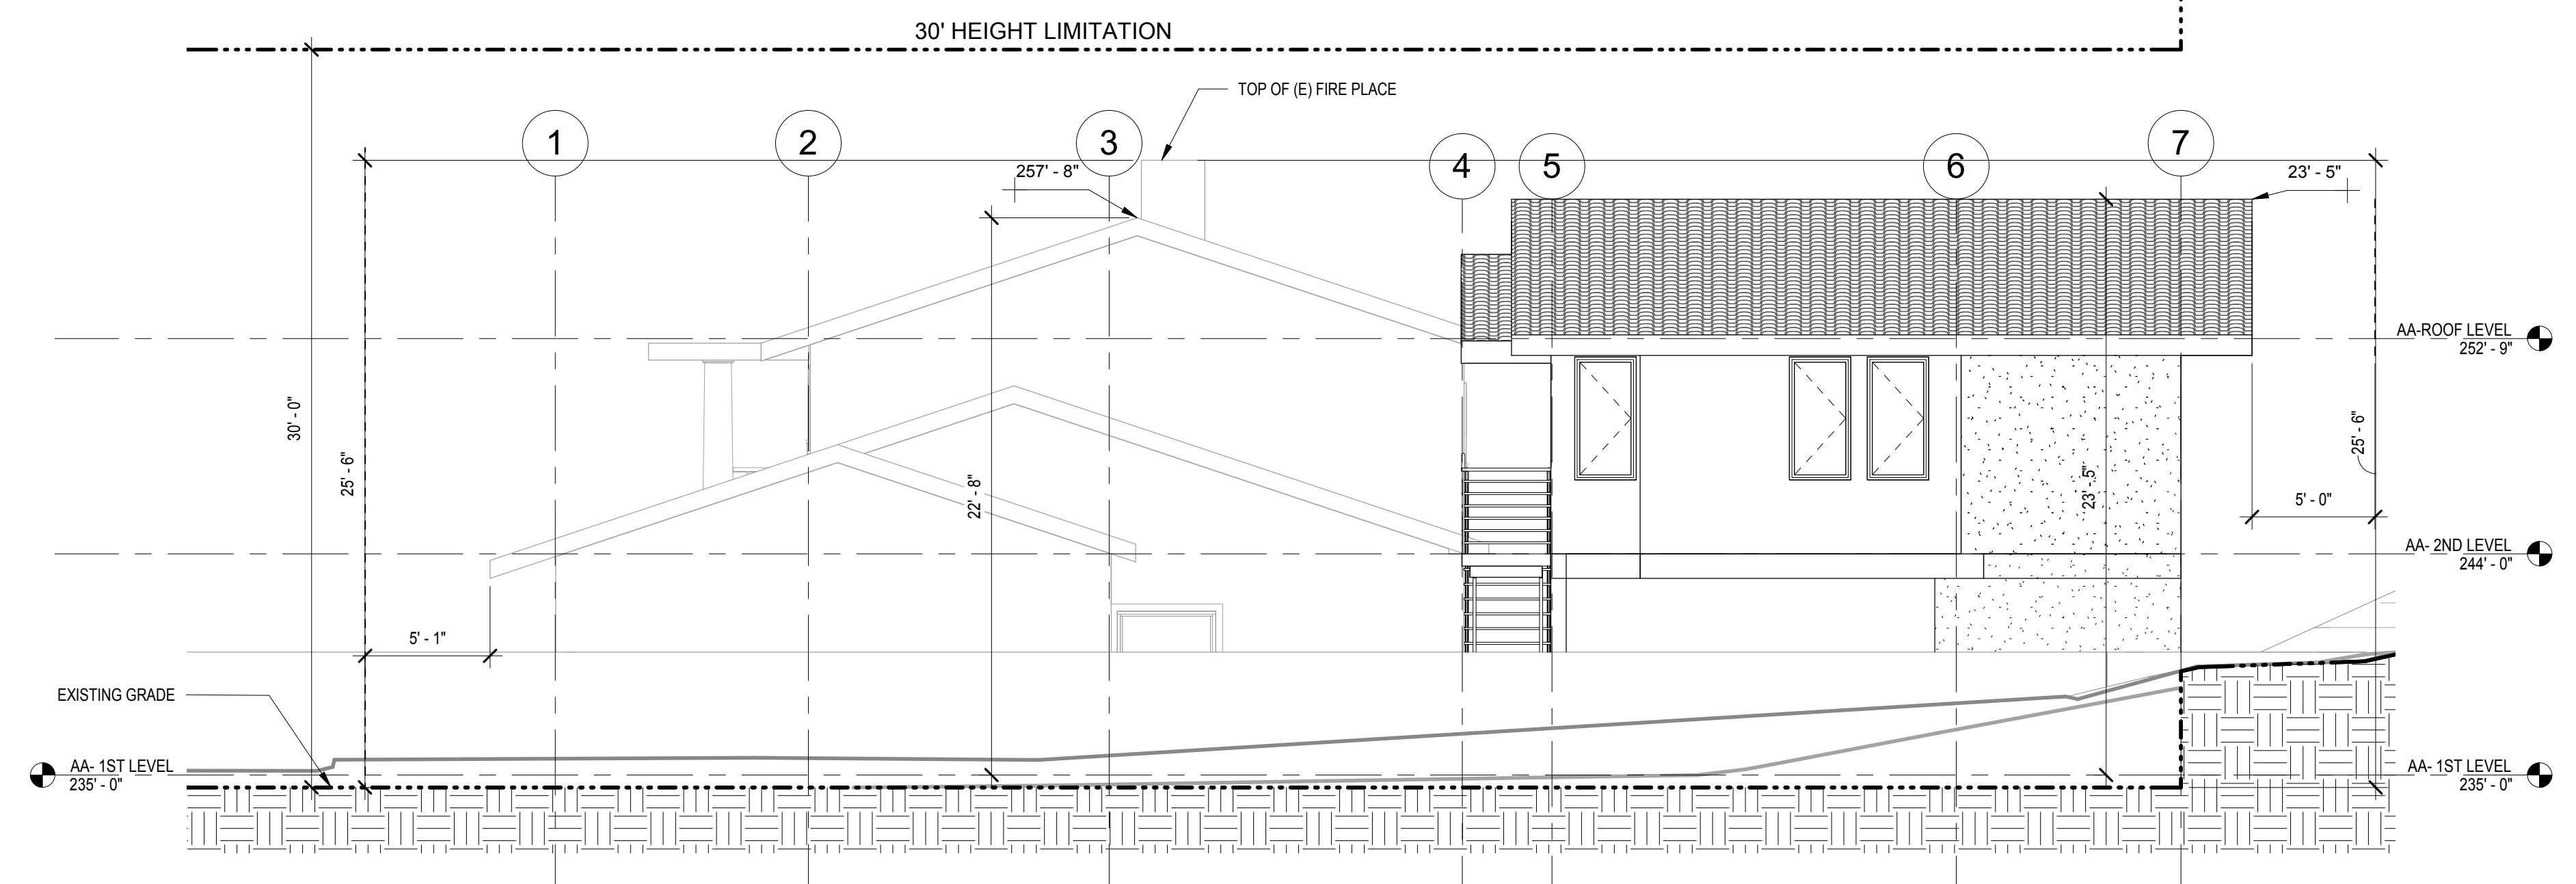 30' HEIGHT LIMITATION
TOP OF (E) FIRE PLACE
1
2
3
4
5
6
7
257' - 8"
23' - 5"
AA-ROOF LEVEL
252' - 9"
30' - 0"
25' - 6"
22' - 8"
23' - 5"
25' - 6"
5' - 0"
AA- 2ND LEVEL
244' - 0"
5' - 1"
EXISTING GRADE
AA- 1ST LEVEL
235' - 0"
AA- 1ST LEVEL
235' - 0"